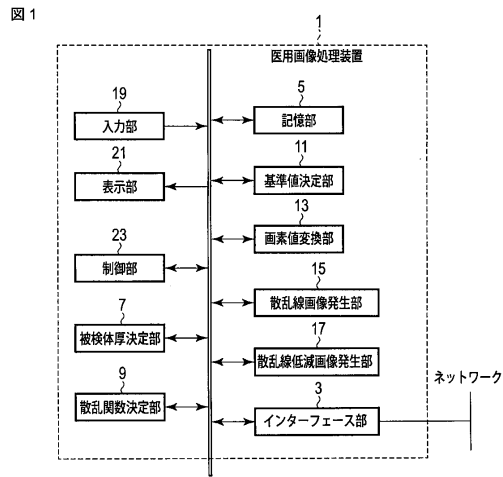 図1
1
医用画像処理装置
19
入力部
21
表示部
23
制御部
7
被検体厚決定部
9
散乱関数決定部
5
記憶部
11
基準値決定部
13
画素値変換部
15
散乱線画像発生部
17
散乱線低減画像発生部
3
インターフェース部
ネットワーク